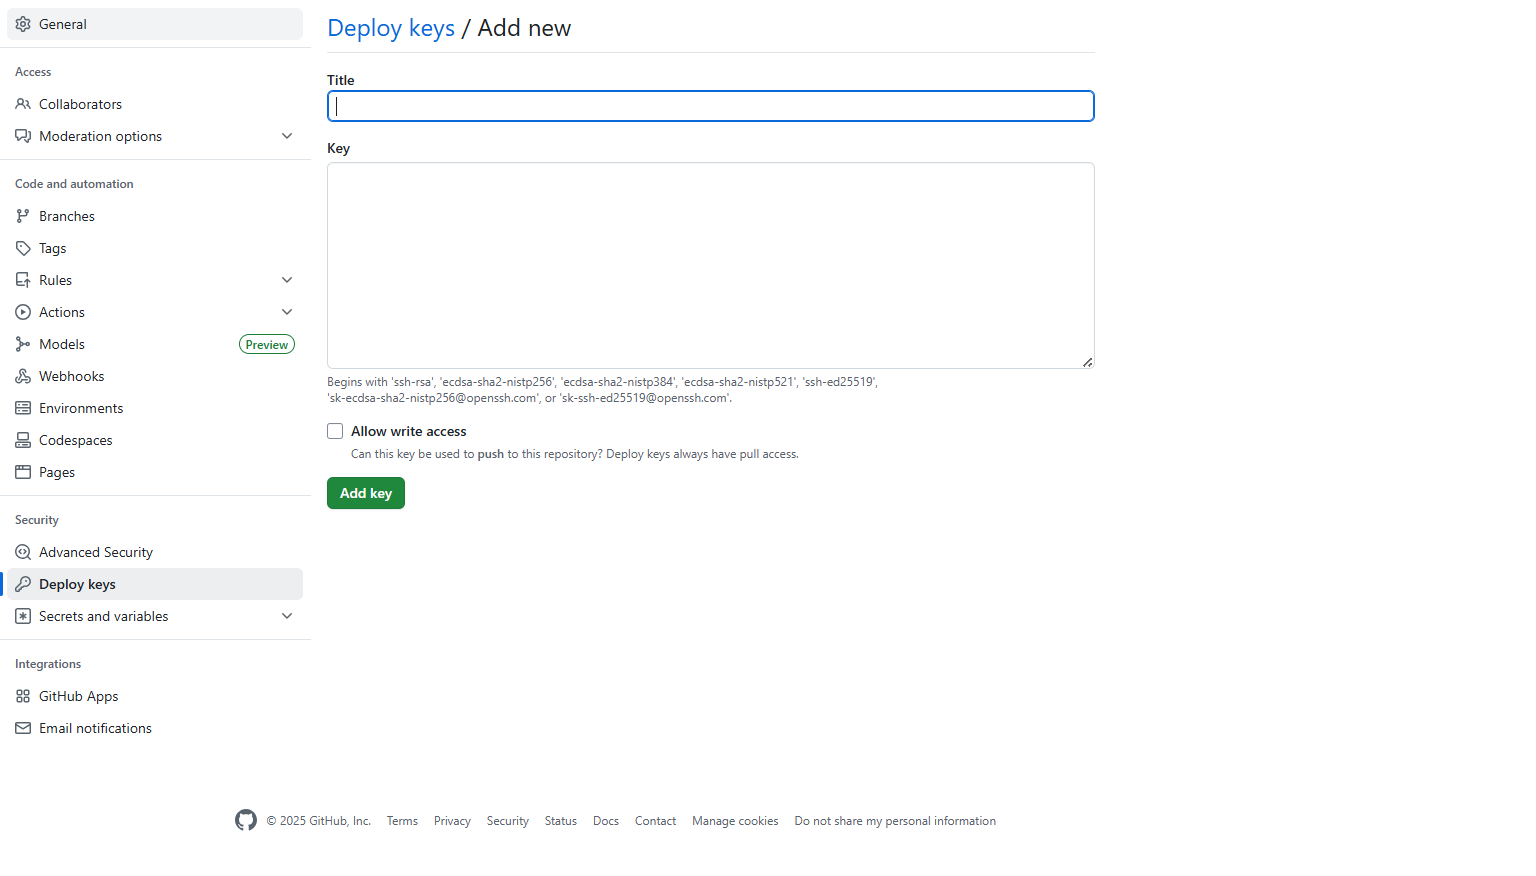 General
Access
Collaborators
Moderation options
Code and automation
Branches
Tags
Rules
Actions
Models
Preview
Webhooks
Environments
Codespaces
Pages
Security
Advanced Security
Deploy keys
Secrets and variables
Integrations
GitHub Apps
Email notifications
Deploy keys / Add new
Title
Key
Begins with 'ssh-rsa', 'ecdsa-sha2-nistp256', 'ecdsa-sha2-nistp384', 'ecdsa-sha2-nistp521', 'ssh-ed25519',
'sk-ecdsa-sha2-nistp256@openssh.com', or 'sk-ssh-ed25519@openssh.com'.
Allow write access
Can this key be used to push to this repository? Deploy keys always have pull access.
Add key
© 2025 GitHub, Inc. Terms Privacy Security Status Docs Contact Manage cookies Do not share my personal information